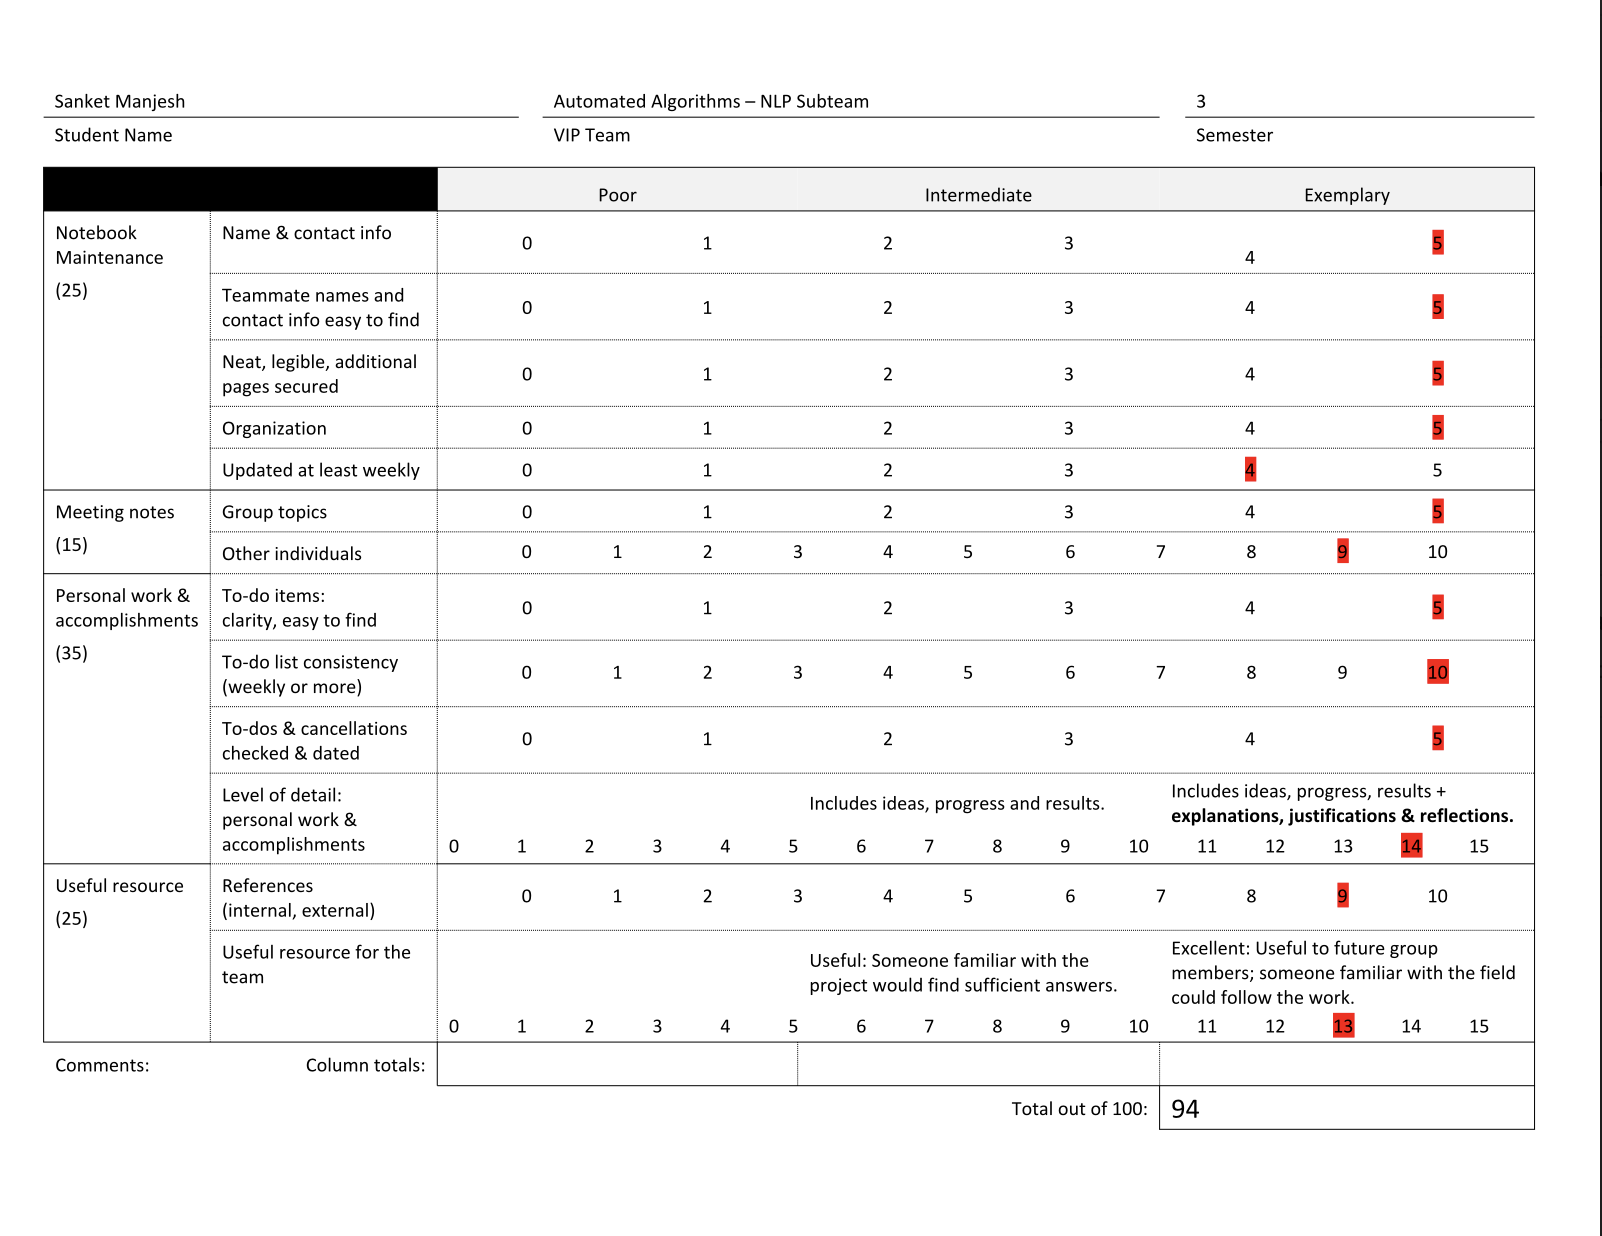 Sanket Manjesh Automated Algorithms – NLP Subteam 3
Student Name VIP Team Semester
Poor Intermediate Exemplary
Notebook Maintenance (25)
Name & contact info 0 1 2 3 4 5
Teammate names and contact info easy to find 0 1 2 3 4 5
Neat, legible, additional pages secured 0 1 2 3 4 5
Organization 0 1 2 3 4 5
Updated at least weekly 0 1 2 3 4 5
Meeting notes (15)
Group topics 0 1 2 3 4 5
Other individuals 0 1 2 3 4 5 6 7 8 9 10
Personal work & accomplishments (35)
To-do items: clarity, easy to find 0 1 2 3 4 5
To-do list consistency (weekly or more) 0 1 2 3 4 5 6 7 8 9 10
To-dos & cancellations checked & dated 0 1 2 3 4 5
Level of detail: personal work & accomplishments
Includes ideas, progress and results.
Includes ideas, progress, results +
explanations, justifications & reflections.
0 1 2 3 4 5 6 7 8 9 10 11 12 13 14 15
Useful resource (25)
References (internal, external) 0 1 2 3 4 5 6 7 8 9 10
Useful resource for the team
Useful: Someone familiar with the
project would find sufficient answers.
Excellent: Useful to future group
members; someone familiar with the field
could follow the work.
0 1 2 3 4 5 6 7 8 9 10 11 12 13 14 15
Comments: Column totals:
Total out of 100: 94